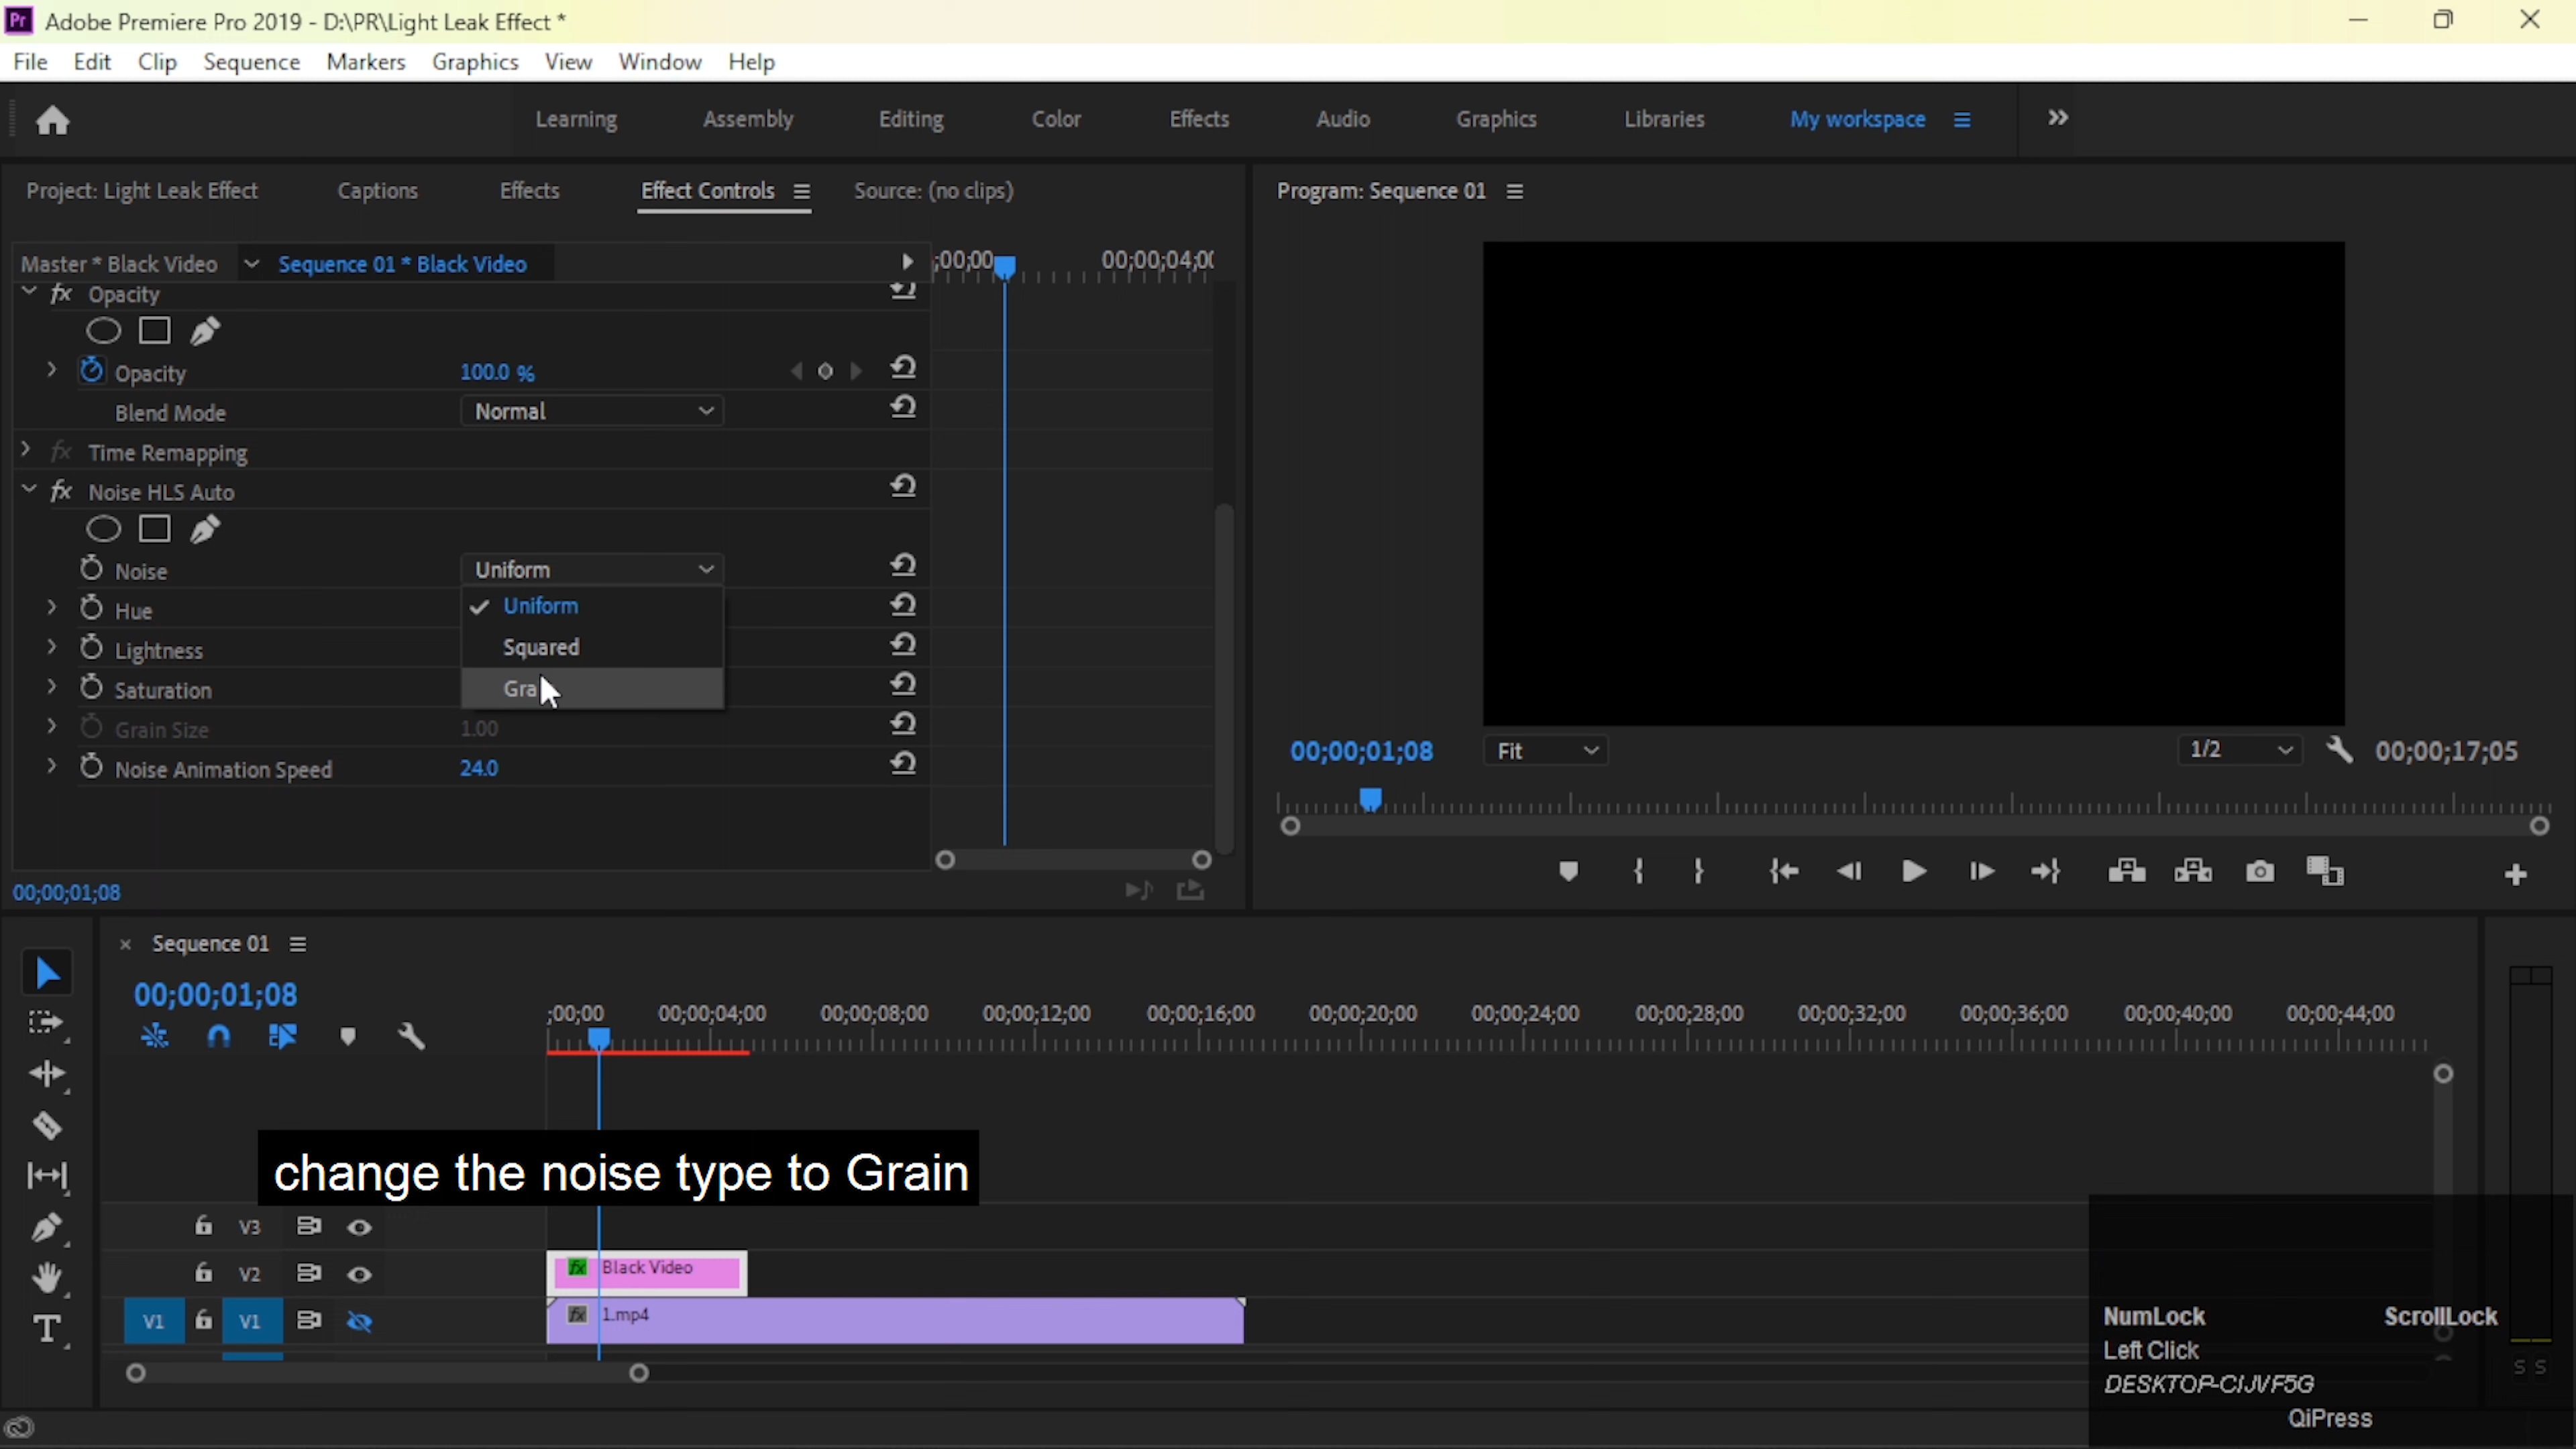 Pr Adobe Premiere Pro 2019 - D:\PR\Light Leak Effect *
File Edit Clip Sequence Markers Graphics View Window Help
Learning Assembly Editing Color Effects Audio Graphics Libraries My workspace
Project: Light Leak Effect Captions Effects Effect Controls Source: (no clips)
Program: Sequence 01
Master * Black Video Sequence 01 * Black Video
;00;00 00;00;04;0
fx Opacity
Opacity 100.0 %
Blend Mode Normal
fx Time Remapping
fx Noise HLS Auto
Noise Uniform
Hue Uniform
Lightness Squared
Saturation
Grain Size 1.00
Noise Animation Speed 24.0
00;00;01;08
00;00;01;08 Fit 1/2 00;00;17;05
Sequence 01
00;00;01;08
;00;00 00;00;04;00 00;00;08;00 00;00;12;00 00;00;16;00 00;00;20;00 00;00;24;00 00;00;28;00 00;00;32;00 00;00;36;00 00;00;40;00 00;00;44;00
change the noise type to Grain
V3
V2 fx Black Video
V1 V1 fx 1.mp4
NumLock ScrollLock
Left Click
DESKTOP-CIJVF5G
QiPress
S S